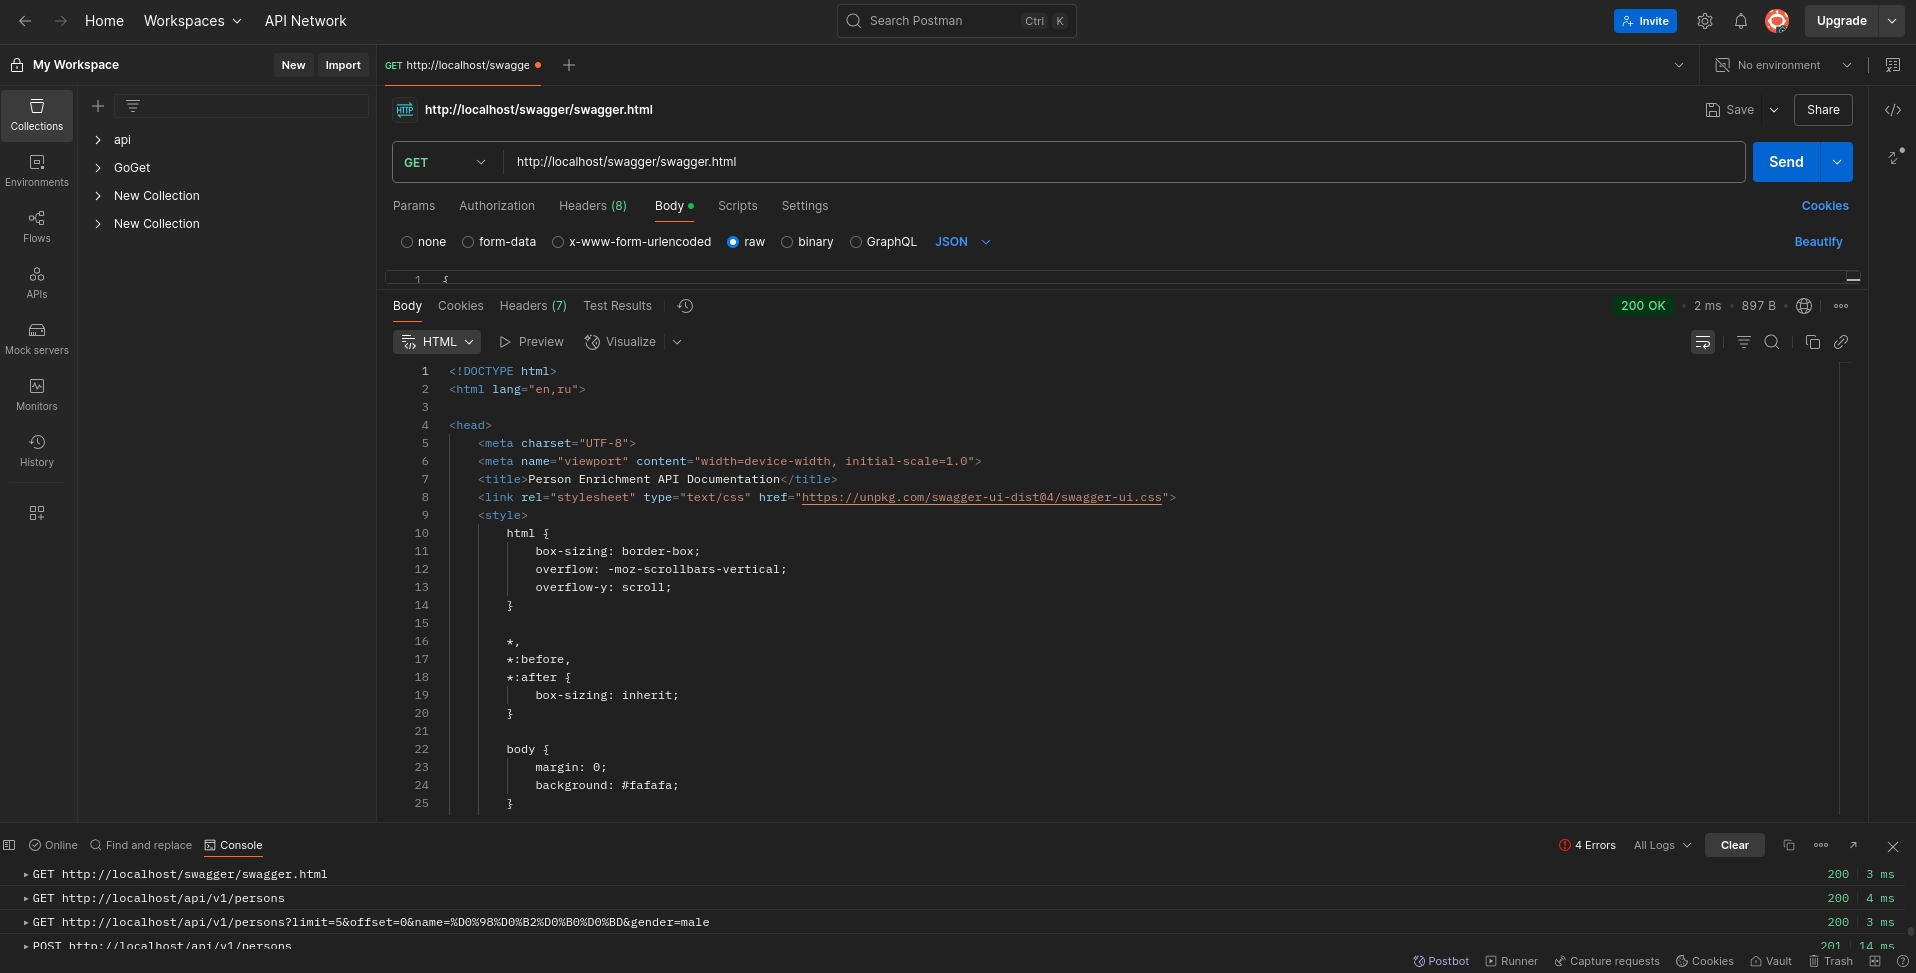 Home Workspaces API Network Search Postman Ctrl K Invite Upgrade
My Workspace New Import GET http://localhost/swagge No environment
Collections
Environments
Flows
APIs
Mock servers
Monitors
History
api
GoGet
New Collection
New Collection
HTTP http://localhost/swagger/swagger.html Save Share
GET http://localhost/swagger/swagger.html Send
Params Authorization Headers (8) Body Scripts Settings Cookies
none form-data x-www-form-urlencoded raw binary GraphQL JSON Beautify
1 {
Body Cookies Headers (7) Test Results 200 OK • 2 ms • 897 B
HTML Preview Visualize
1 <!DOCTYPE html>
2 <html lang="en,ru">
3
4 <head>
5 <meta charset="UTF-8">
6 <meta name="viewport" content="width=device-width, initial-scale=1.0">
7 <title>Person Enrichment API Documentation</title>
8 <link rel="stylesheet" type="text/css" href="https://unpkg.com/swagger-ui-dist@4/swagger-ui.css">
9 <style>
10 html {
11 box-sizing: border-box;
12 overflow: -moz-scrollbars-vertical;
13 overflow-y: scroll;
14 }
15
16 *,
17 *:before,
18 *:after {
19 box-sizing: inherit;
20 }
21
22 body {
23 margin: 0;
24 background: #fafafa;
25 }
Online Find and replace Console 4 Errors All Logs Clear
GET http://localhost/swagger/swagger.html 200 3 ms
GET http://localhost/api/v1/persons 200 4 ms
GET http://localhost/api/v1/persons?limit=5&offset=0&name=%D0%98%D0%B2%D0%B0%D0%BD&gender=male 200 3 ms
POST http://localhost/api/v1/persons 201 14 ms
Postbot Runner Capture requests Cookies Vault Trash